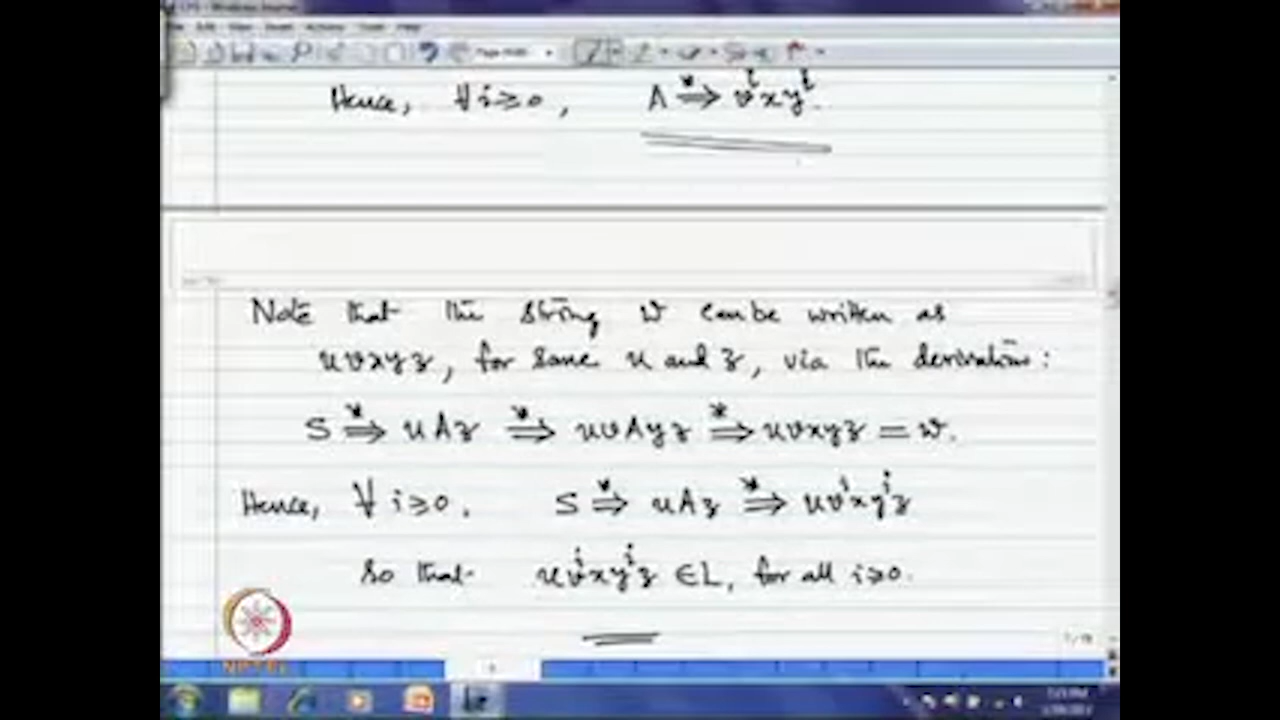 Hence, ∀ i ≥ 0, A ⇒* vⁱxyⁱ.
Note that the string w can be written as
uvxyz, for some u and z, via the derivation:
S ⇒* uAz ⇒* uvAyz ⇒* uvxyz = w.
Hence, ∀ i ≥ 0, S ⇒* uAz ⇒* uvⁱxyⁱz
so that uvⁱxyⁱz ∈ L, for all i ≥ 0.
NPTEL